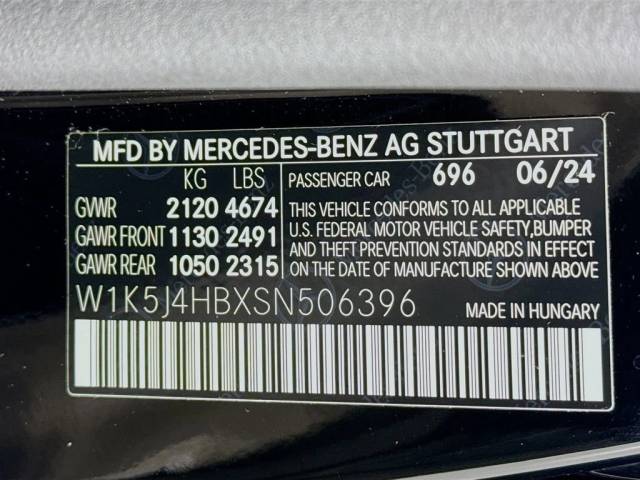 MFD BY MERCEDES-BENZ AG STUTTGART
KG LBS PASSENGER CAR 696 06/24
GVWR 2120 4674 THIS VEHICLE CONFORMS TO ALL APPLICABLE
GAWR FRONT 1130 2491 U.S. FEDERAL MOTOR VEHICLE SAFETY, BUMPER
AND THEFT PREVENTION STANDARDS IN EFFECT
GAWR REAR 1050 2315 ON THE DATE OF MANUFACTURE SHOWN ABOVE
W1K5J4HBXSN506396 MADE IN HUNGARY